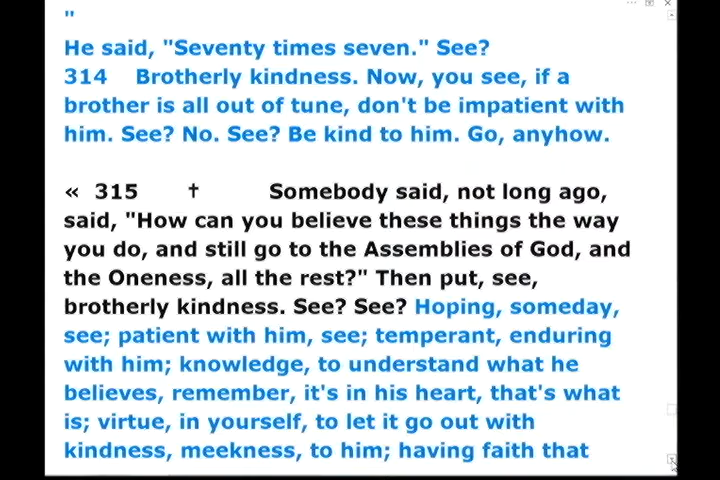 "
He said, "Seventy times seven." See?
314 Brotherly kindness. Now, you see, if a
brother is all out of tune, don't be impatient with
him. See? No. See? Be kind to him. Go, anyhow.
« 315 † Somebody said, not long ago,
said, "How can you believe these things the way
you do, and still go to the Assemblies of God, and
the Oneness, all the rest?" Then put, see,
brotherly kindness. See? See? Hoping, someday,
see; patient with him, see; temperant, enduring
with him; knowledge, to understand what he
believes, remember, it's in his heart, that's what
is; virtue, in yourself, to let it go out with
kindness, meekness, to him; having faith that